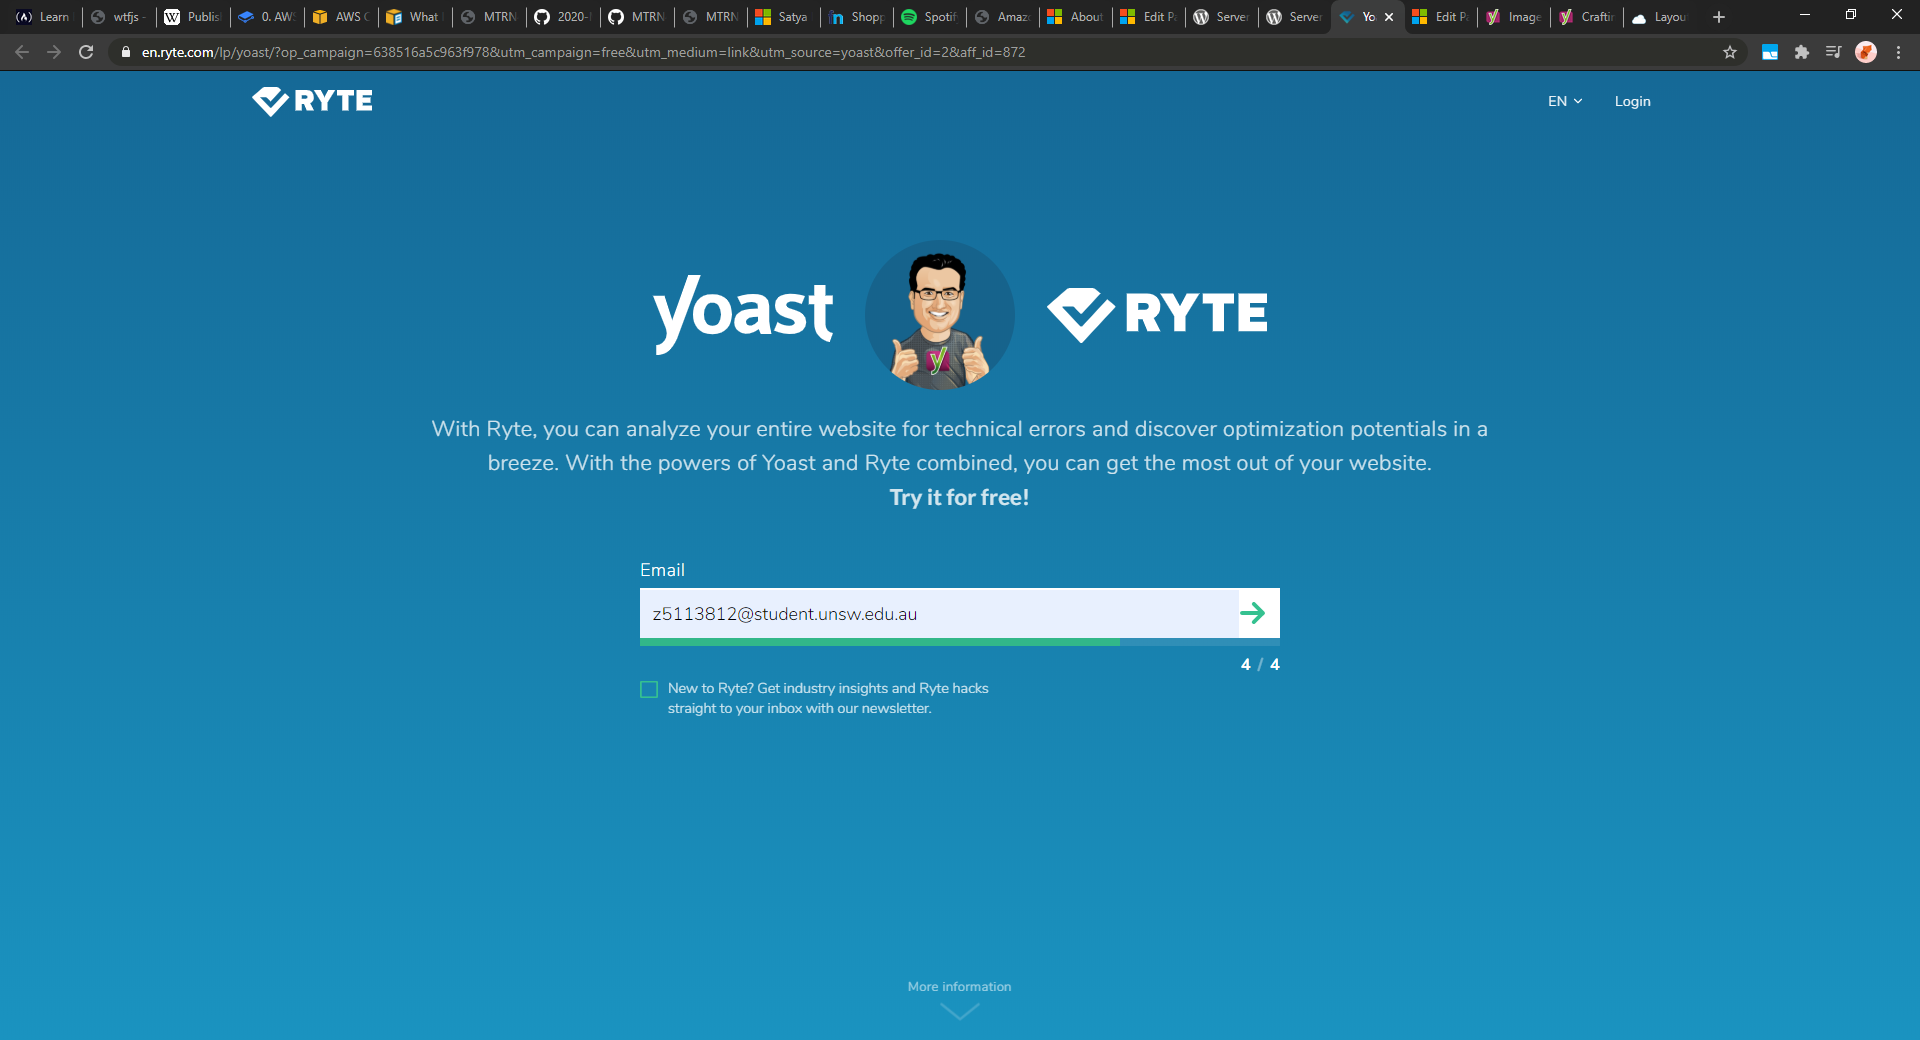 Learn
wtfjs -
Publis
0. AWS
AWS C
What
MTRN
2020-
MTRN
MTRN
Satya
Shopp
Spotif
Amazo
About
Edit Pa
Server
Server
Yo
Edit Pa
Image
Craftin
Layou
en.ryte.com/lp/yoast/?op_campaign=638516a5c963f978&utm_campaign=free&utm_medium=link&utm_source=yoast&offer_id=2&aff_id=872
RYTE
EN
Login
yoast
y
RYTE
With Ryte, you can analyze your entire website for technical errors and discover optimization potentials in a
breeze. With the powers of Yoast and Ryte combined, you can get the most out of your website.
Try it for free!
Email
z5113812@student.unsw.edu.au
4 / 4
New to Ryte? Get industry insights and Ryte hacks
straight to your inbox with our newsletter.
More information